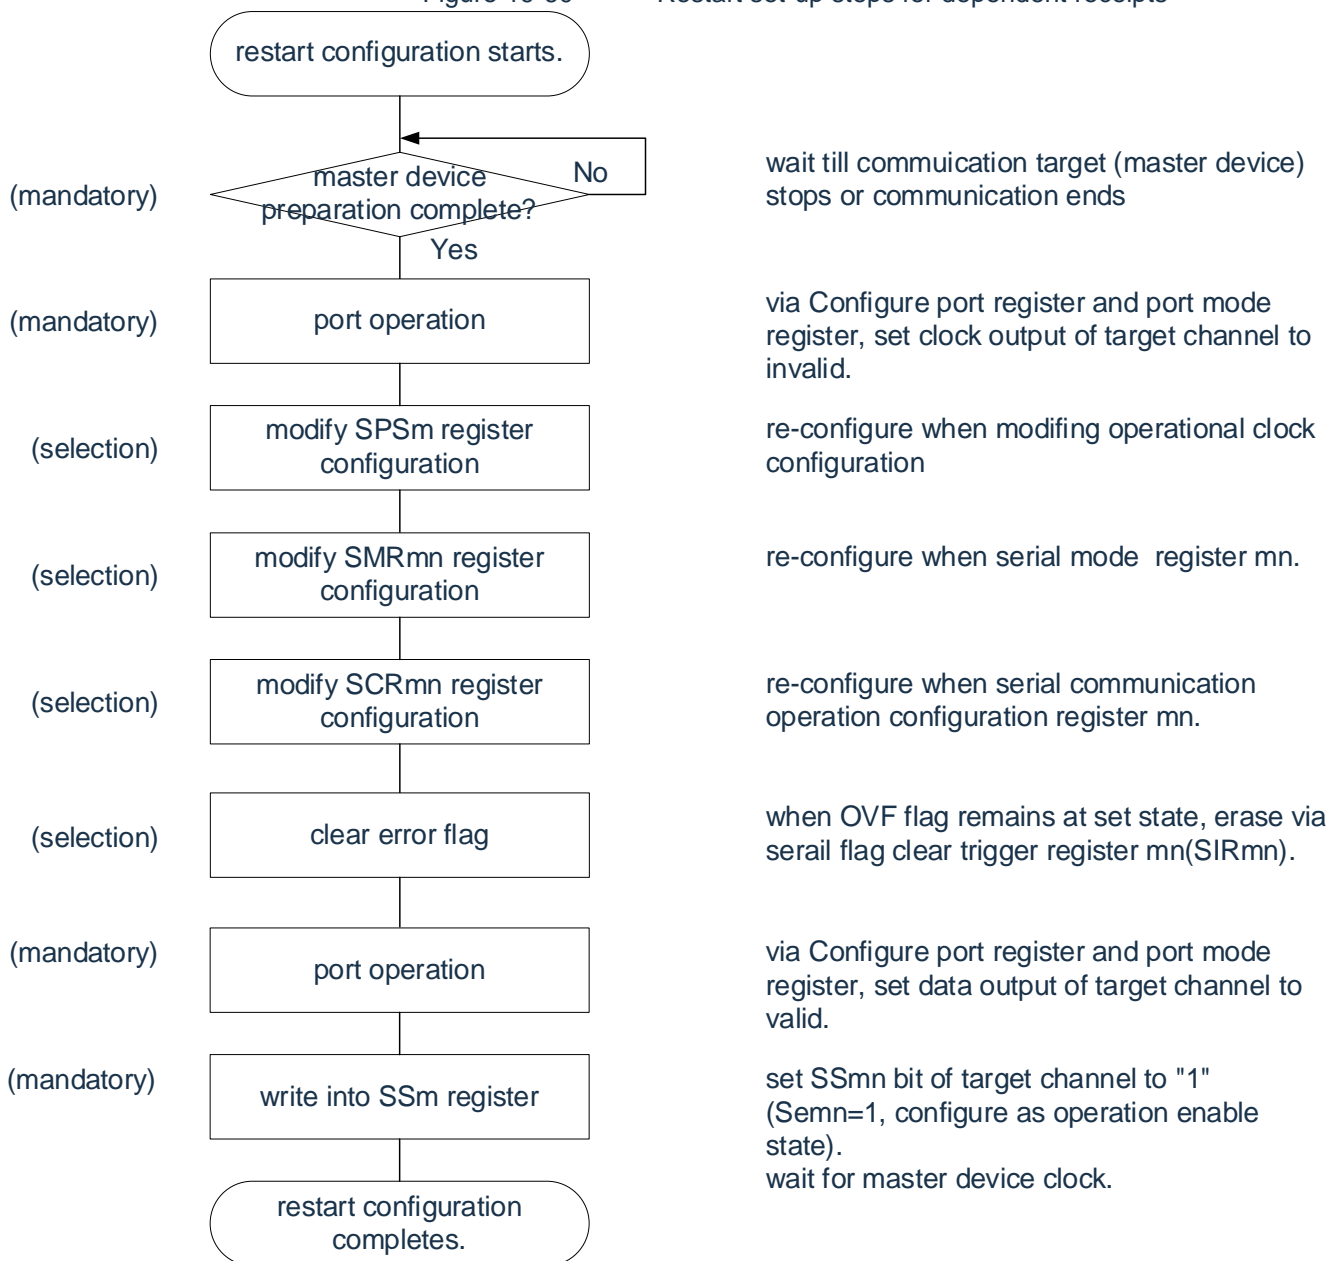 restart configuration starts.
No
(mandatory)
master device
preparation complete?
wait till commuication target (master device)
stops or communication ends
Yes
(mandatory)
port operation
via Configure port register and port mode
register, set clock output of target channel to
invalid.
(selection)
modify SPSm register
configuration
re-configure when modifing operational clock
configuration
(selection)
modify SMRmn register
configuration
re-configure when serial mode  register mn.
(selection)
modify SCRmn register
configuration
re-configure when serial communication
operation configuration register mn.
(selection)
clear error flag
when OVF flag remains at set state, erase via
serail flag clear trigger register mn(SIRmn).
(mandatory)
port operation
via Configure port register and port mode
register, set data output of target channel to
valid.
(mandatory)
write into SSm register
set SSmn bit of target channel to "1"
(Semn=1, configure as operation enable
state).
wait for master device clock.
restart configuration
completes.